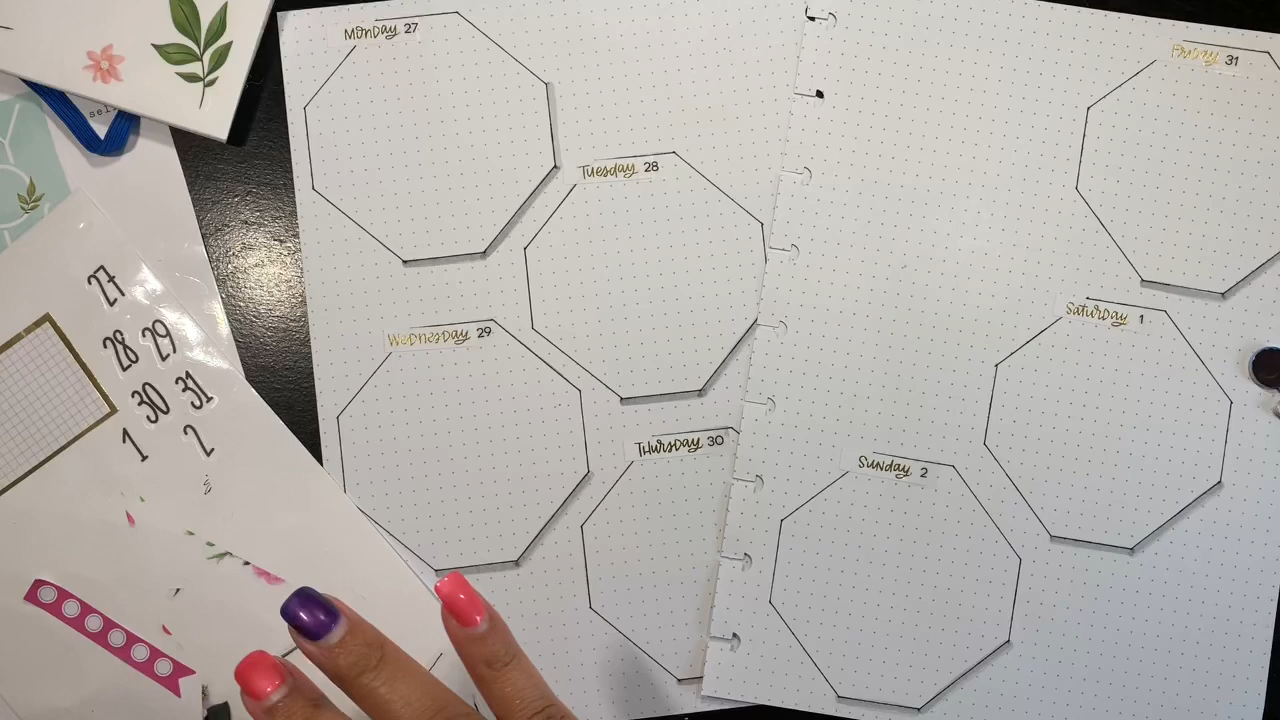 Monday 27
Tuesday 28
Wednesday 29
Thursday 30
Friday 31
Saturday 1
Sunday 2
27
28 29
30 31
1 2